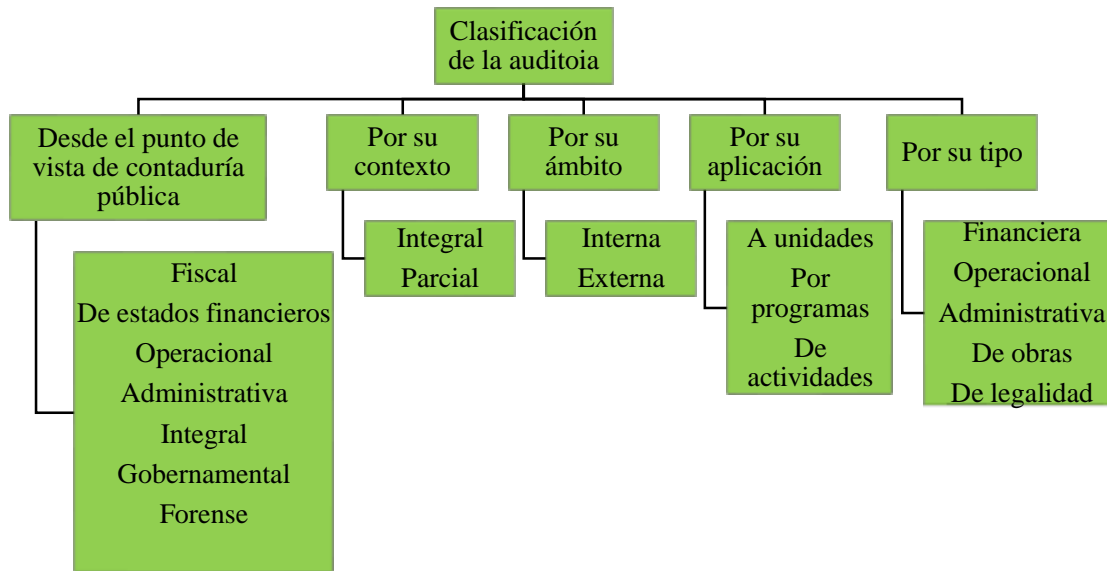 Clasificación
de la auditoia
Desde el punto de
vista de contaduría
pública
Por su
contexto
Por su
ámbito
Por su
aplicación
Por su tipo
Fiscal
De estados financieros
Operacional
Administrativa
Integral
Gobernamental
Forense
Integral
Parcial
Interna
Externa
A unidades
Por
programas
De
actividades
Financiera
Operacional
Administrativa
De obras
De legalidad